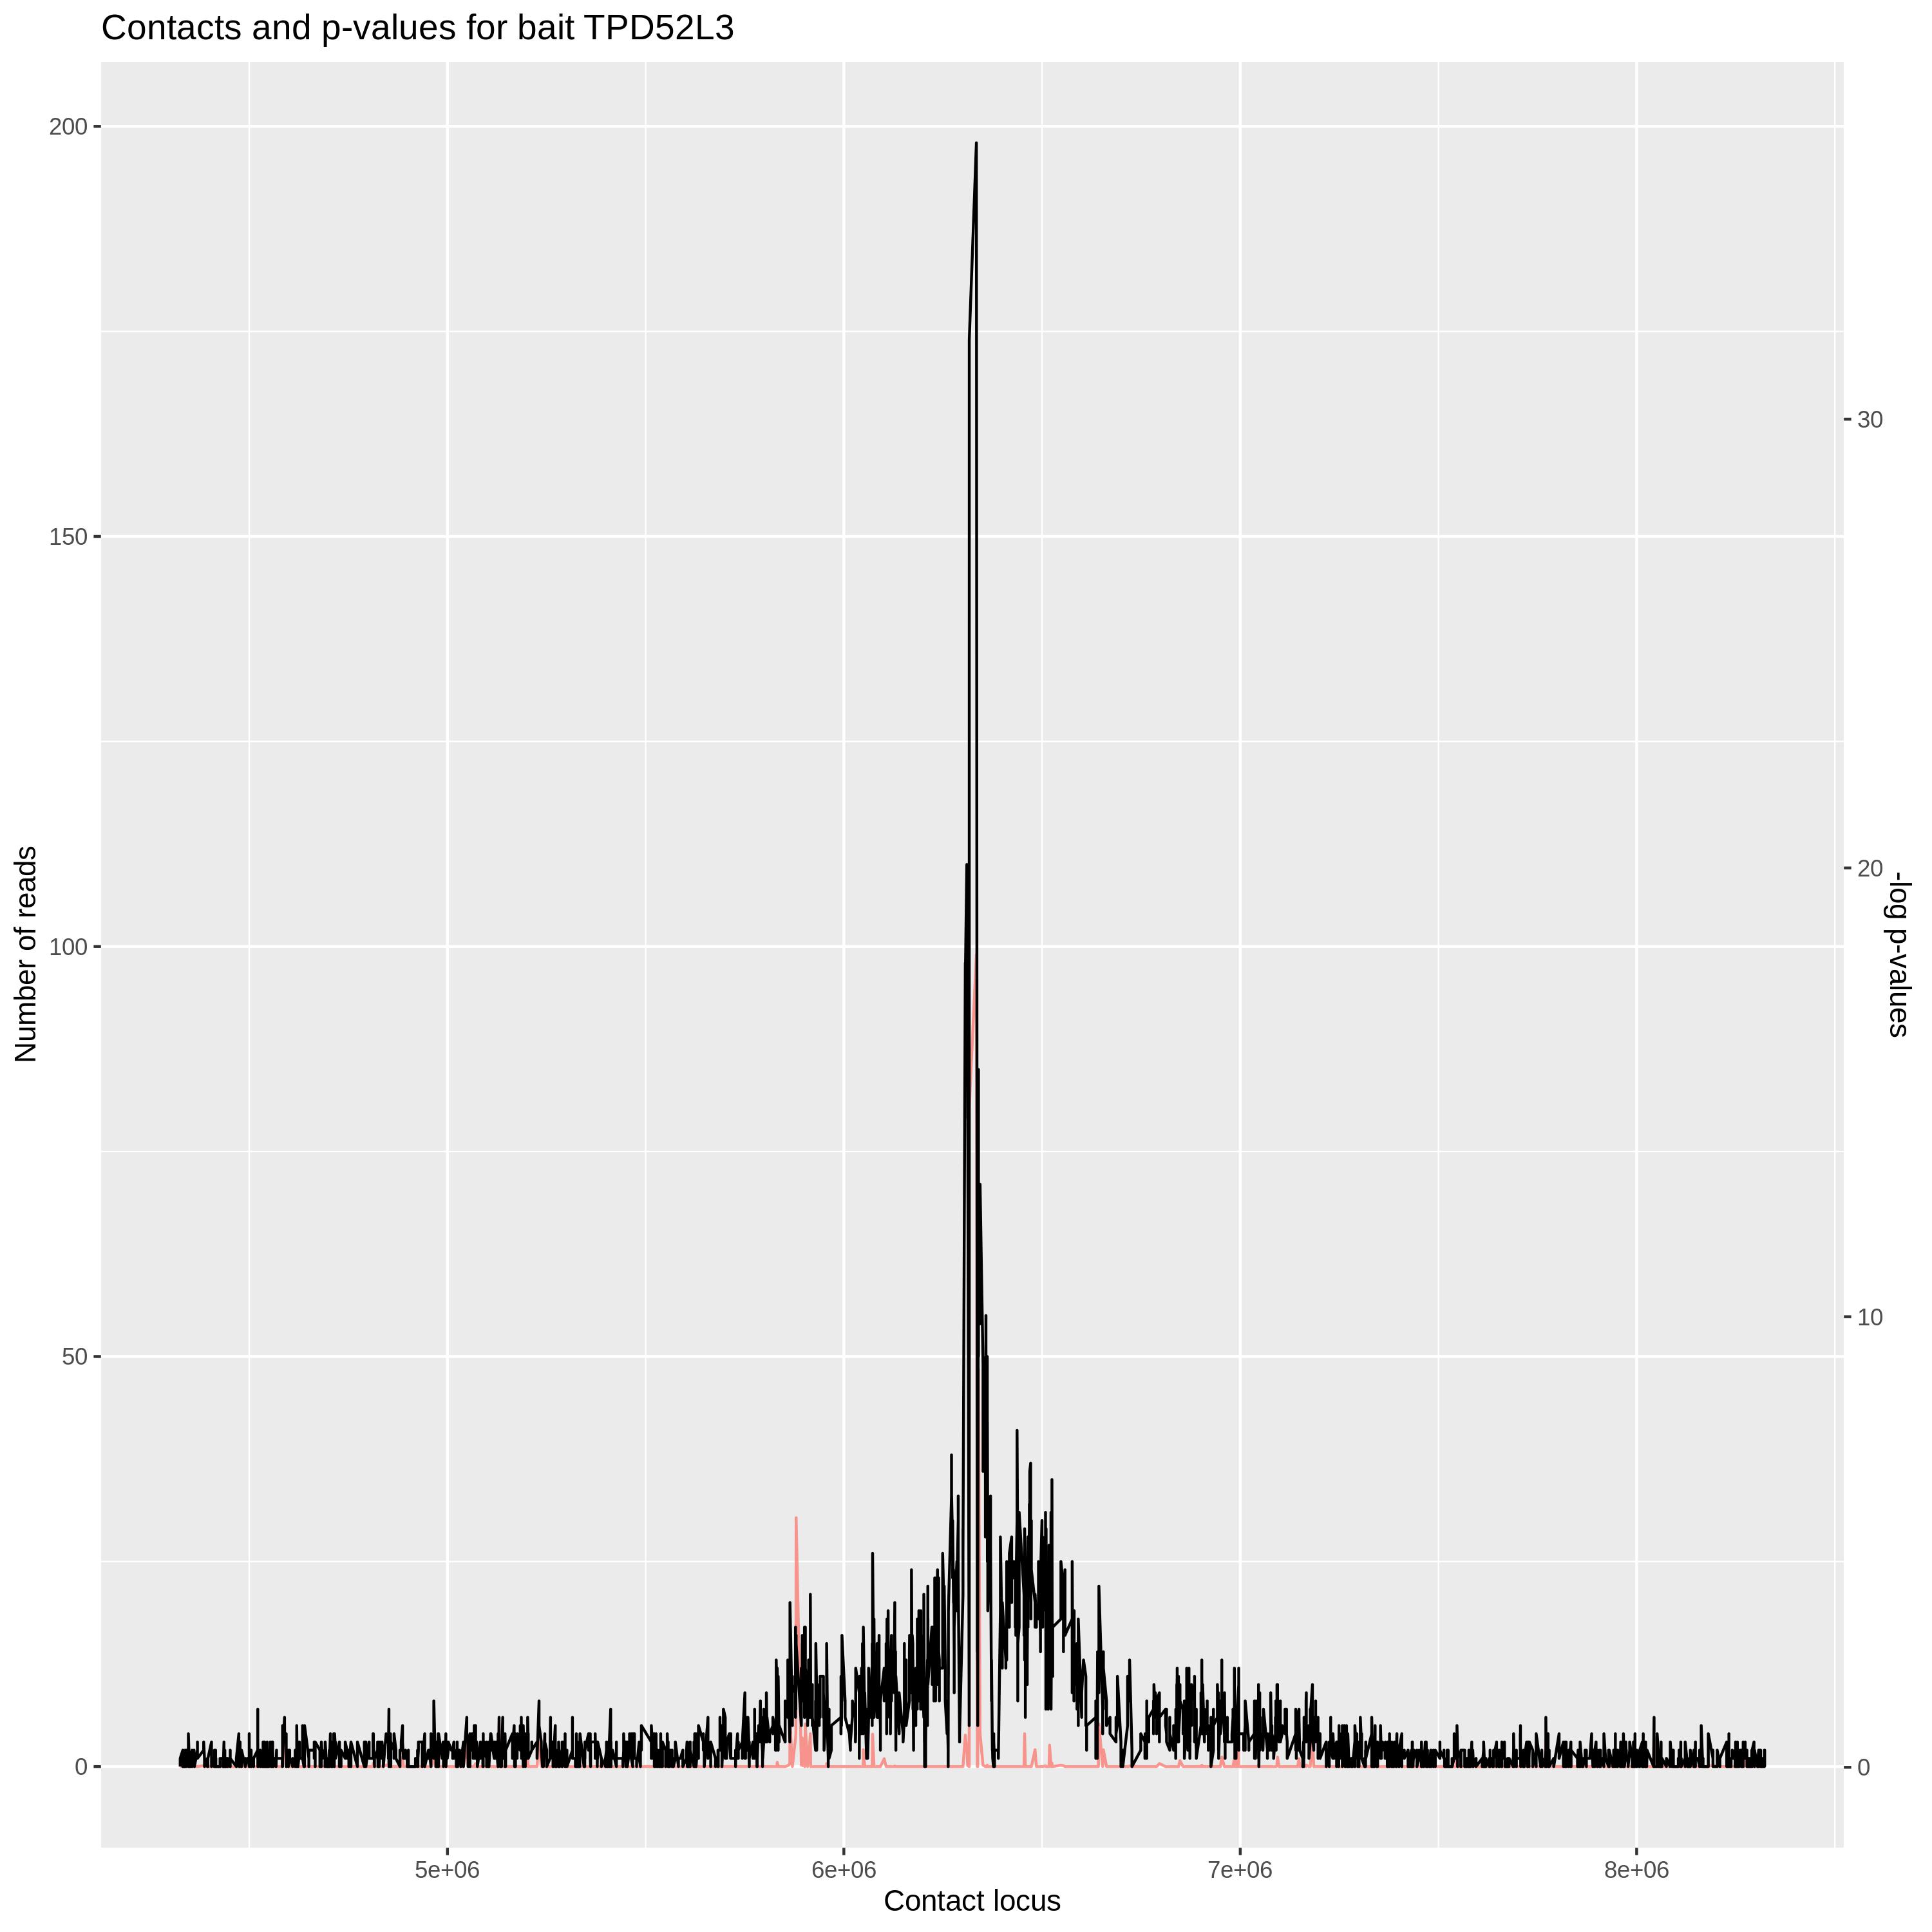 Contacts and p-values for bait TPD52L3
200
150
100
50
0
Number of reads
30
20
10
0
-log p-values
5e+06
6e+06
7e+06
8e+06
Contact locus